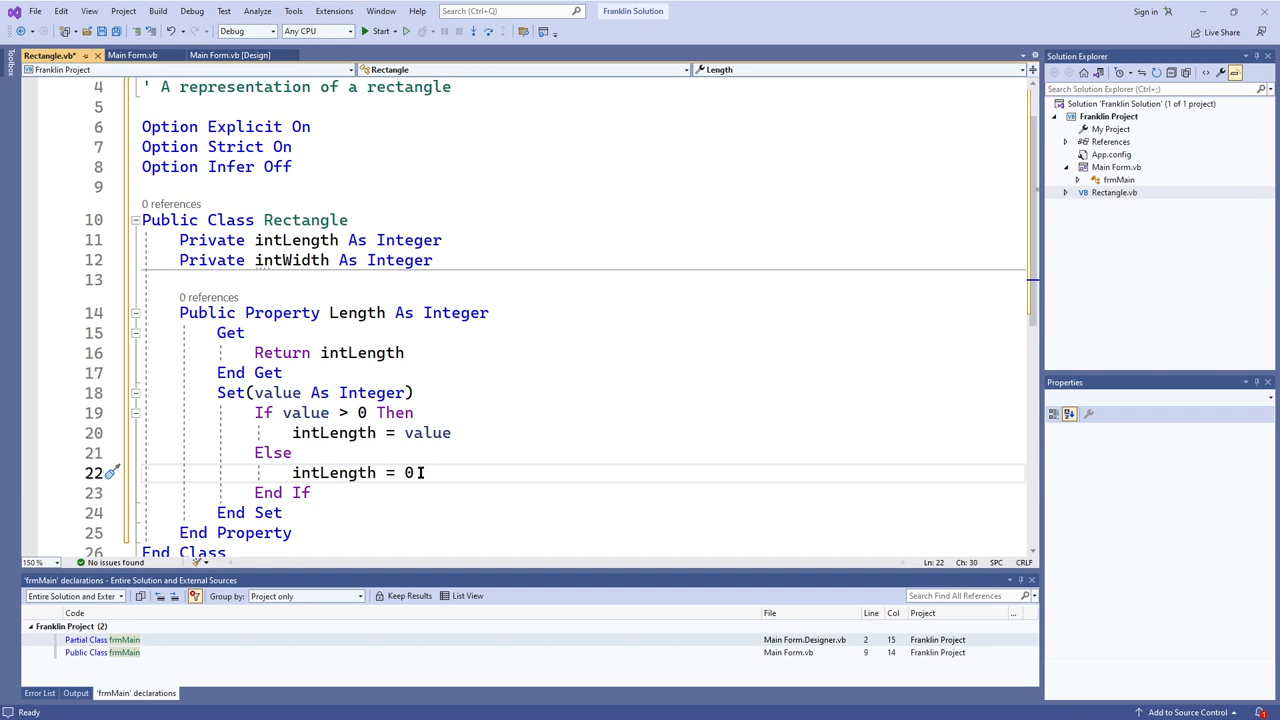 File Edit View Project Build Debug Test Analyze Tools Extensions Window Help Search (Ctrl+Q) Franklin Solution Sign in
Debug Any CPU Start Live Share
Toolbox
Rectangle.vb* Main Form.vb Main Form.vb [Design]
Franklin Project Rectangle Length
4 ' A representation of a rectangle
5
6 Option Explicit On
7 Option Strict On
8 Option Infer Off
9
0 references
10 Public Class Rectangle
11 Private intLength As Integer
12 Private intWidth As Integer
13
0 references
14 Public Property Length As Integer
15 Get
16 Return intLength
17 End Get
18 Set(value As Integer)
19 If value > 0 Then
20 intLength = value
21 Else
22 intLength = 0
23 End If
24 End Set
25 End Property
26 End Class
150 % No issues found Ln: 22 Ch: 30 SPC CRLF
Solution Explorer
Search Solution Explorer (Ctrl+;)
Solution 'Franklin Solution' (1 of 1 project)
Franklin Project
My Project
References
App.config
Main Form.vb
frmMain
Rectangle.vb
Properties
'frmMain' declarations - Entire Solution and External Sources
Entire Solution and Exter Group by: Project only Keep Results List View Search Find All References
Code File Line Col Project ...
Franklin Project (2)
Partial Class frmMain Main Form.Designer.vb 2 15 Franklin Project
Public Class frmMain Main Form.vb 9 14 Franklin Project
Error List Output 'frmMain' declarations
Ready Add to Source Control 1